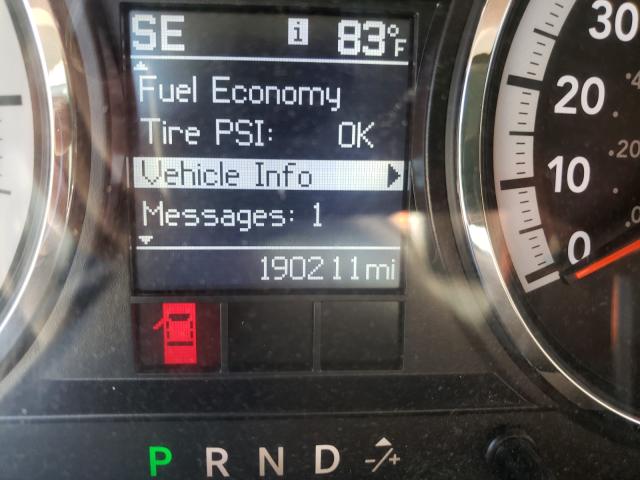 SE i 83°F
Fuel Economy
Tire PSI: OK
Vehicle Info
Messages: 1
190211mi
P R N D -/+
30
20
10
0